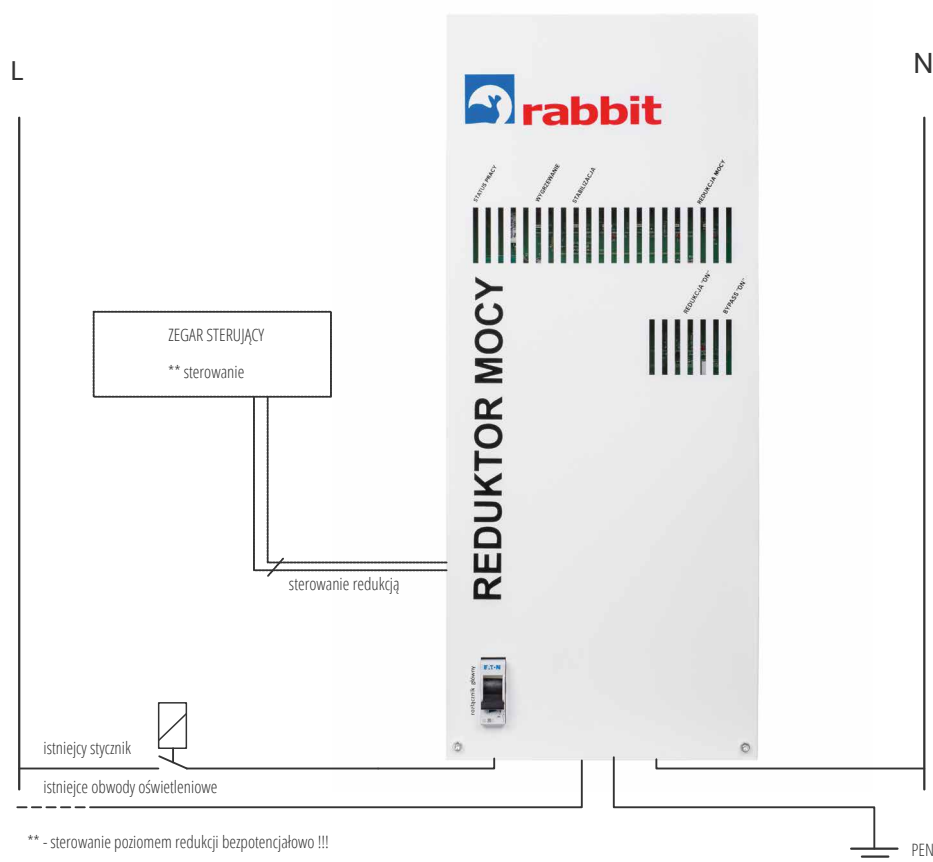 L
N
rabbit
STATUS PRACY
WYGRZEWANIE
STABILIZACJA
REDUKCJA MOCY
REDUKCJA "ON"
BYPASS "ON"
REDUKTOR MOCY
ZEGAR STERUJĄCY
** sterowanie
sterowanie redukcją
rozłącznik główny
EATON
istniejcy stycznik
istniejce obwody oświetleniowe
** - sterowanie poziomem redukcji bezpotencjałowo !!!
PEN